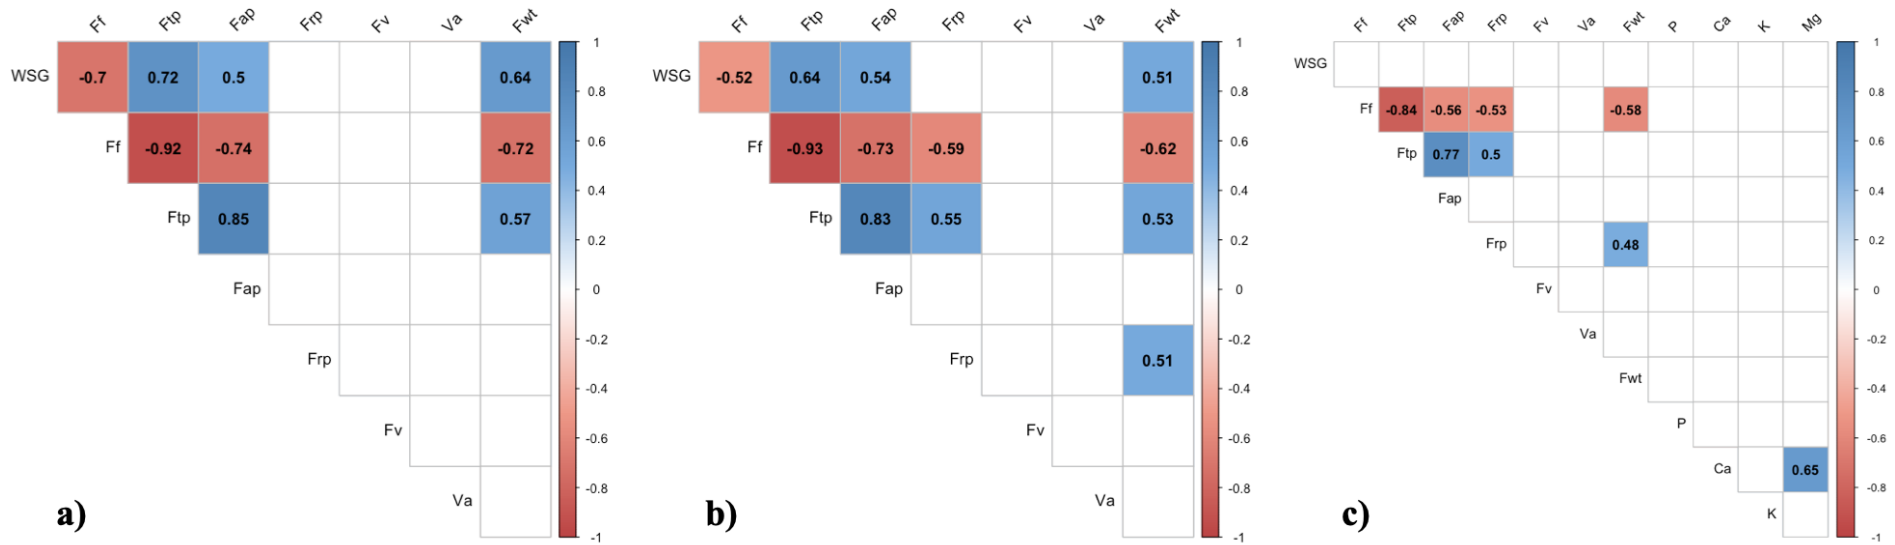 Ff Ftp Fap Frp Fv Va Fwt
WSG -0.7 0.72 0.5 0.64
Ff -0.92 -0.74 -0.72
Ftp 0.85 0.57
Fap
Frp
Fv
Va
1
0.8
0.6
0.4
0.2
0
-0.2
-0.4
-0.6
-0.8
-1
a)
Ff Ftp Fap Frp Fv Va Fwt
WSG -0.52 0.64 0.54 0.51
Ff -0.93 -0.73 -0.59 -0.62
Ftp 0.83 0.55 0.53
Fap
Frp 0.51
Fv
Va
1
0.8
0.6
0.4
0.2
0
-0.2
-0.4
-0.6
-0.8
-1
b)
Ff Ftp Fap Frp Fv Va Fwt P Ca K Mg
WSG
Ff -0.84 -0.56 -0.53 -0.58
Ftp 0.77 0.5
Fap
Frp 0.48
Fv
Va
Fwt
P
Ca 0.65
K
1
0.8
0.6
0.4
0.2
0
-0.2
-0.4
-0.6
-0.8
-1
c)